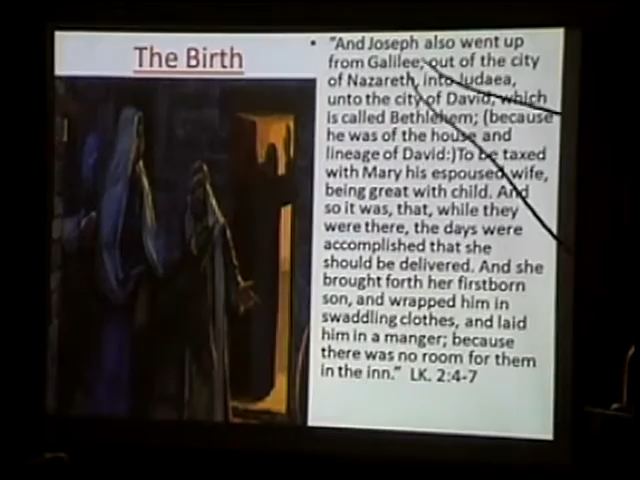 The Birth
• "And Joseph also went up
from Galilee, out of the city
of Nazareth, into Judaea,
unto the city of David, which
is called Bethlehem; (because
he was of the house and
lineage of David:)To be taxed
with Mary his espoused wife,
being great with child. And
so it was, that, while they
were there, the days were
accomplished that she
should be delivered. And she
brought forth her firstborn
son, and wrapped him in
swaddling clothes, and laid
him in a manger; because
there was no room for them
in the inn." LK. 2:4-7